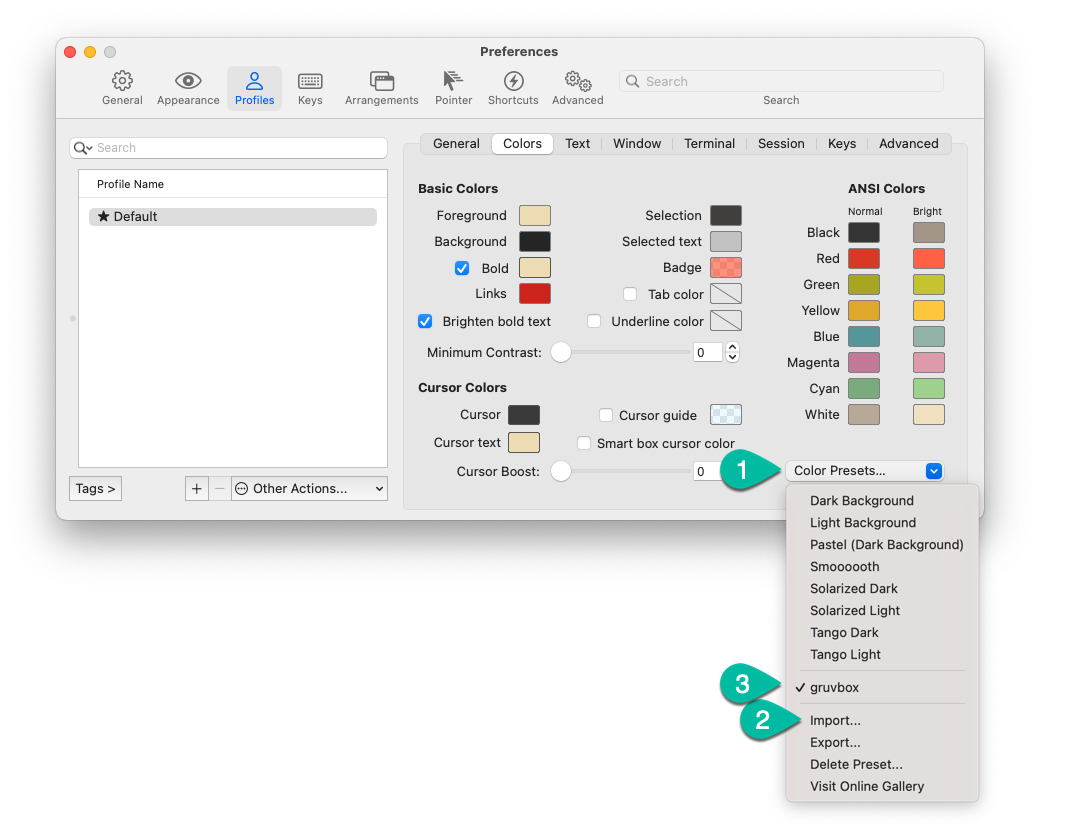 Preferences
General Appearance Profiles Keys Arrangements Pointer Shortcuts Advanced Search
Search
Search
Profile Name
Default
Tags >
+ − Other Actions...
General Colors Text Window Terminal Session Keys Advanced
Basic Colors
Foreground
Background
Bold
Links
Brighten bold text
Minimum Contrast: 0
Selection
Selected text
Badge
Tab color
Underline color
Cursor Colors
Cursor
Cursor text
Cursor guide
Smart box cursor color
Cursor Boost: 0
ANSI Colors
Normal Bright
Black
Red
Green
Yellow
Blue
Magenta
Cyan
White
1
Color Presets...
Dark Background
Light Background
Pastel (Dark Background)
Smoooooth
Solarized Dark
Solarized Light
Tango Dark
Tango Light
3
gruvbox
2
Import...
Export...
Delete Preset...
Visit Online Gallery